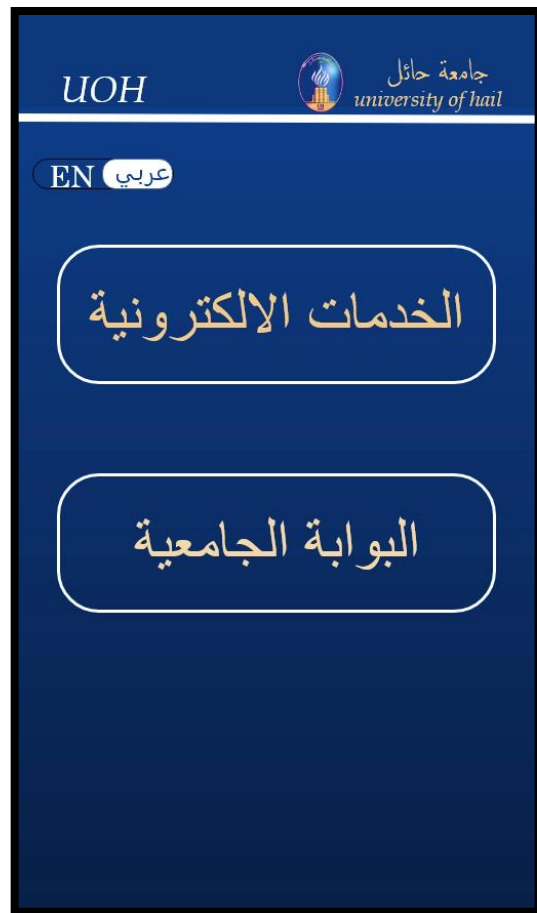 UOH
جامعة حائل
university of hail
EN عربي
الخدمات الالكترونية
البوابة الجامعية